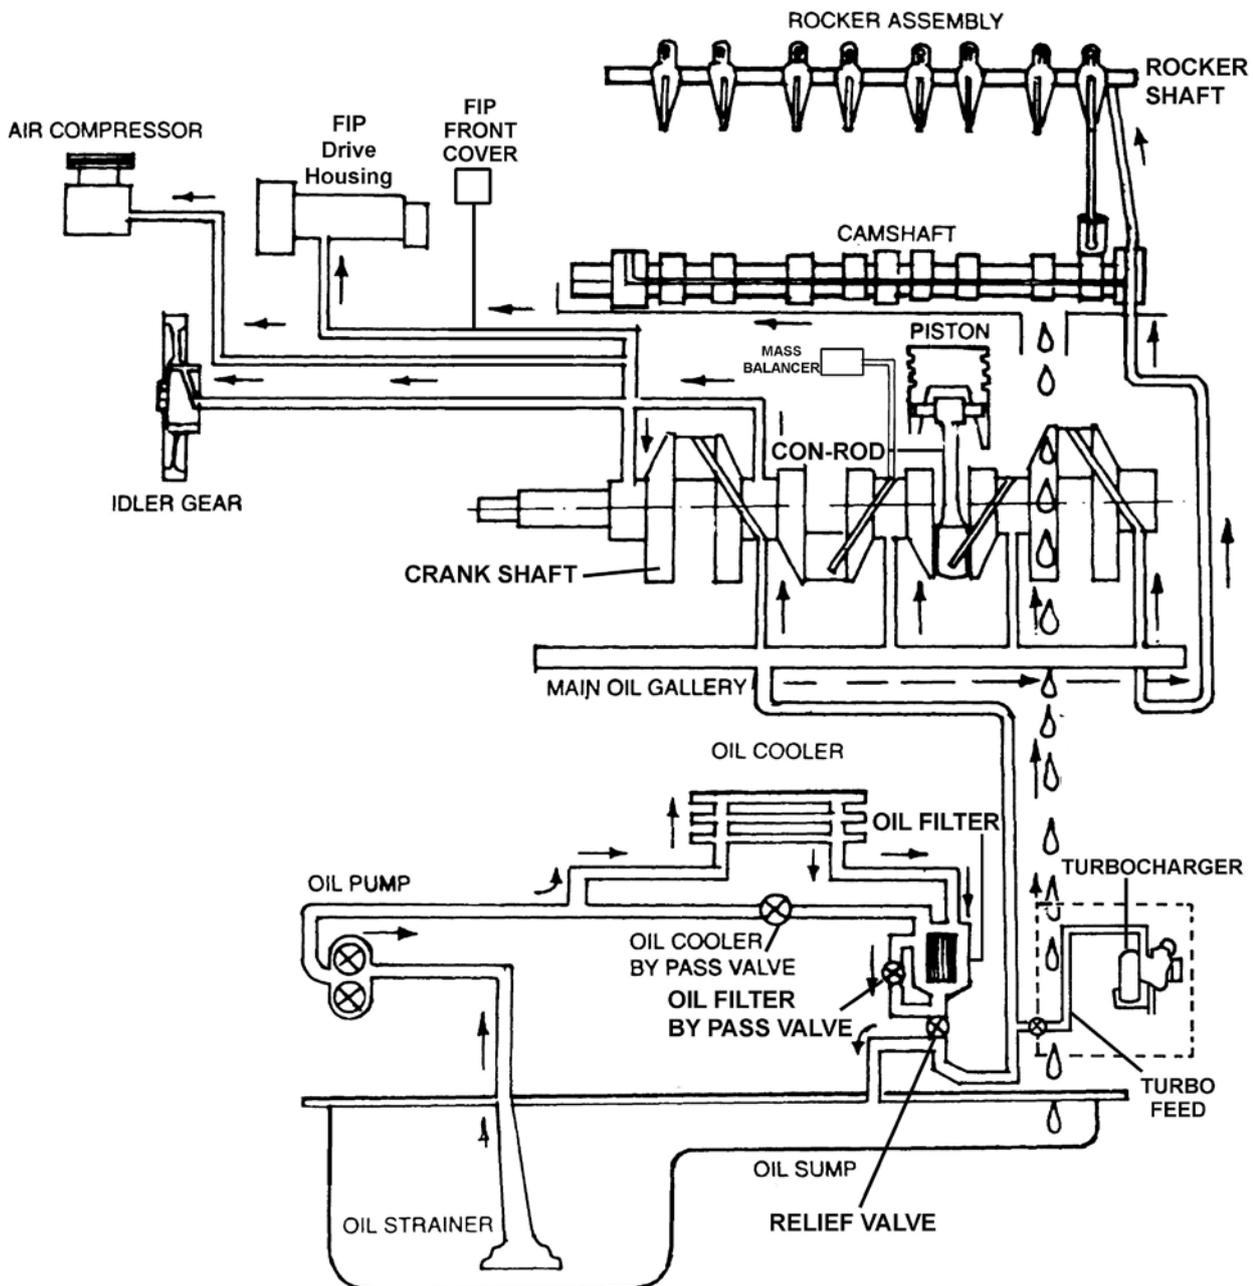 ROCKER ASSEMBLY
ROCKER
SHAFT
FIP
FRONT
COVER
FIP
Drive
Housing
AIR COMPRESSOR
CAMSHAFT
PISTON
MASS
BALANCER
CON-ROD
IDLER GEAR
CRANK SHAFT
MAIN OIL GALLERY
OIL COOLER
OIL FILTER
TURBOCHARGER
OIL PUMP
OIL COOLER
BY PASS VALVE
OIL FILTER
BY PASS VALVE
TURBO
FEED
OIL SUMP
OIL STRAINER
RELIEF VALVE